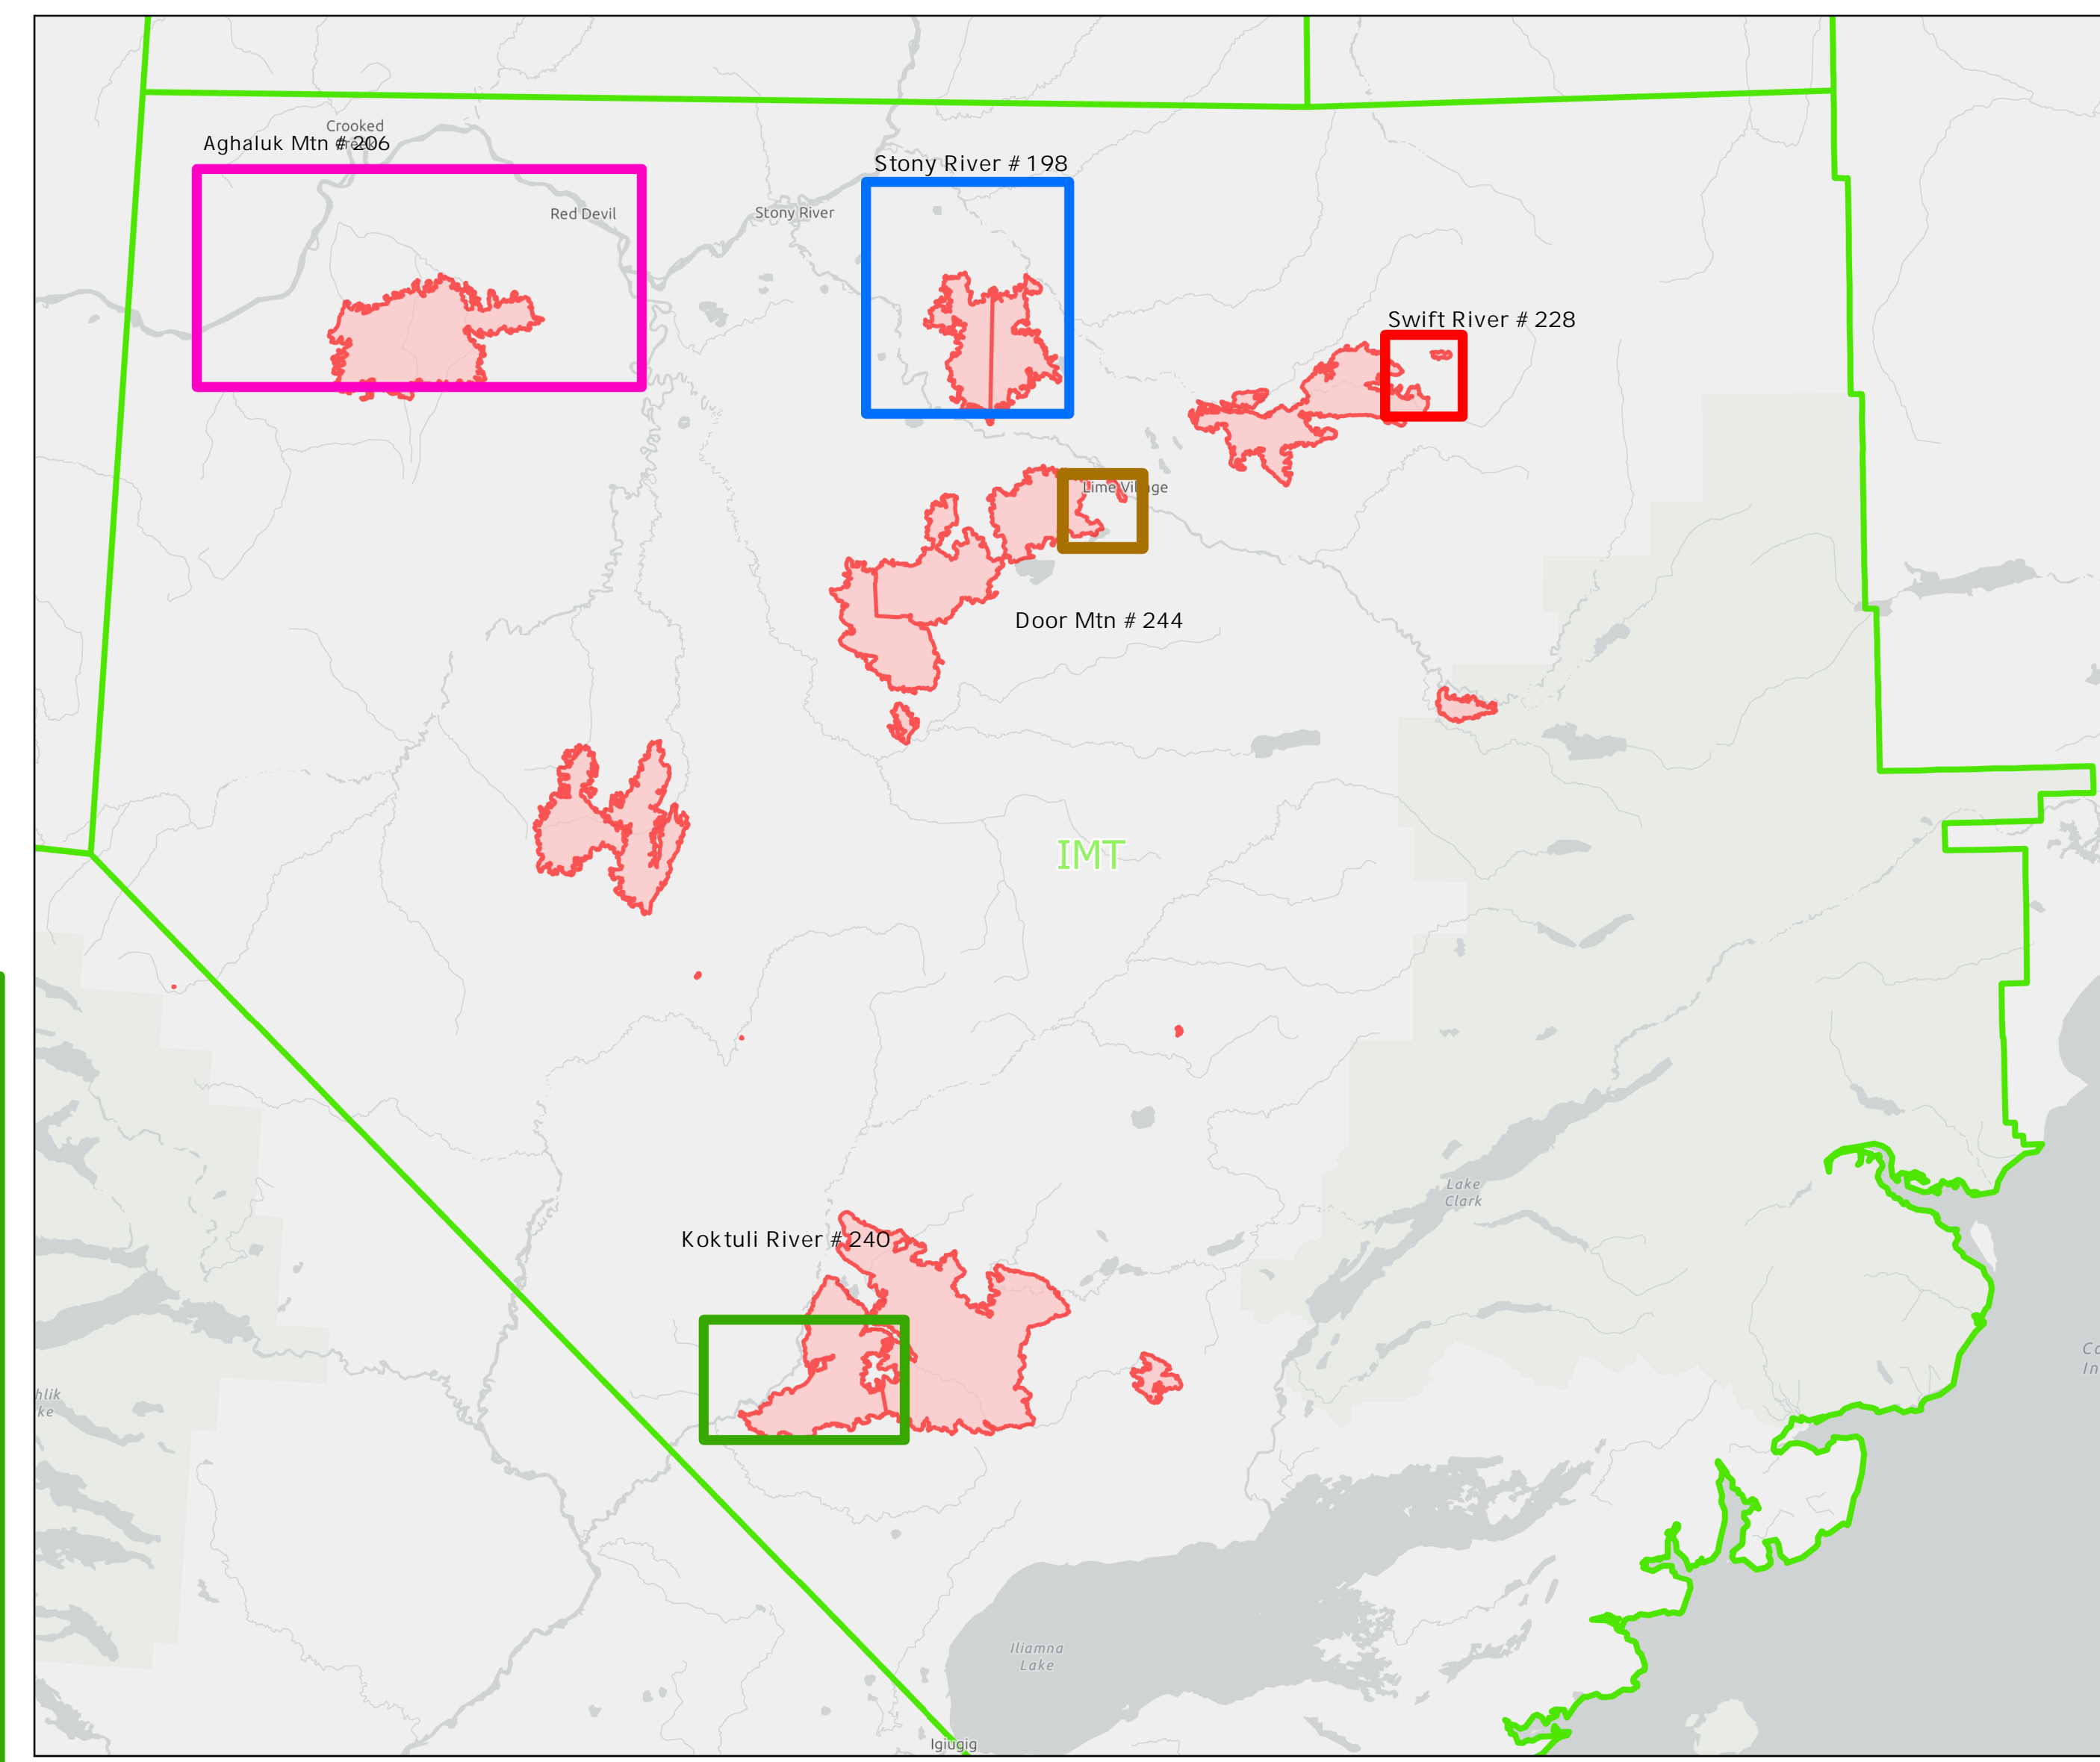 Crooked
Creek
Aghaluk Mtn # 206
Stony River # 198
Red Devil
Stony River
Swift River # 228
Lime Village
Door Mtn # 244
IMT
Lake
Clark
Koktuli River # 240
Iliamna
Lake
Igiugig